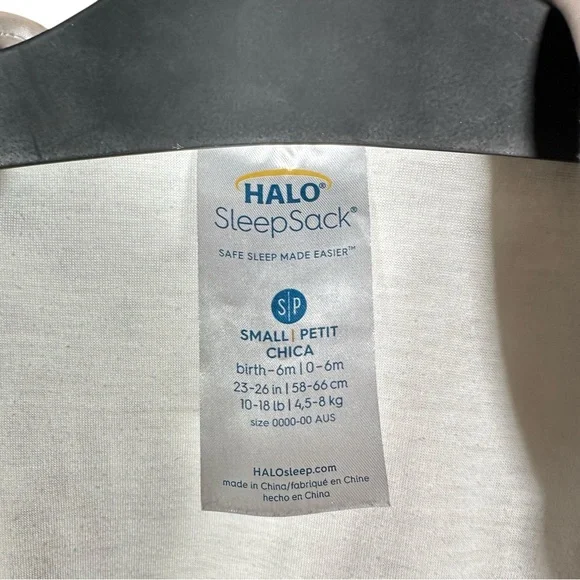 HALO®
SleepSack®
SAFE SLEEP MADE EASIER™
S|P
SMALL | PETIT
CHICA
birth-6m | 0-6m
23-26 in | 58-66 cm
10-18 lb | 4,5-8 kg
size 0000-00 AUS
HALOsleep.com
made in China/fabriqué en Chine
hecho en China